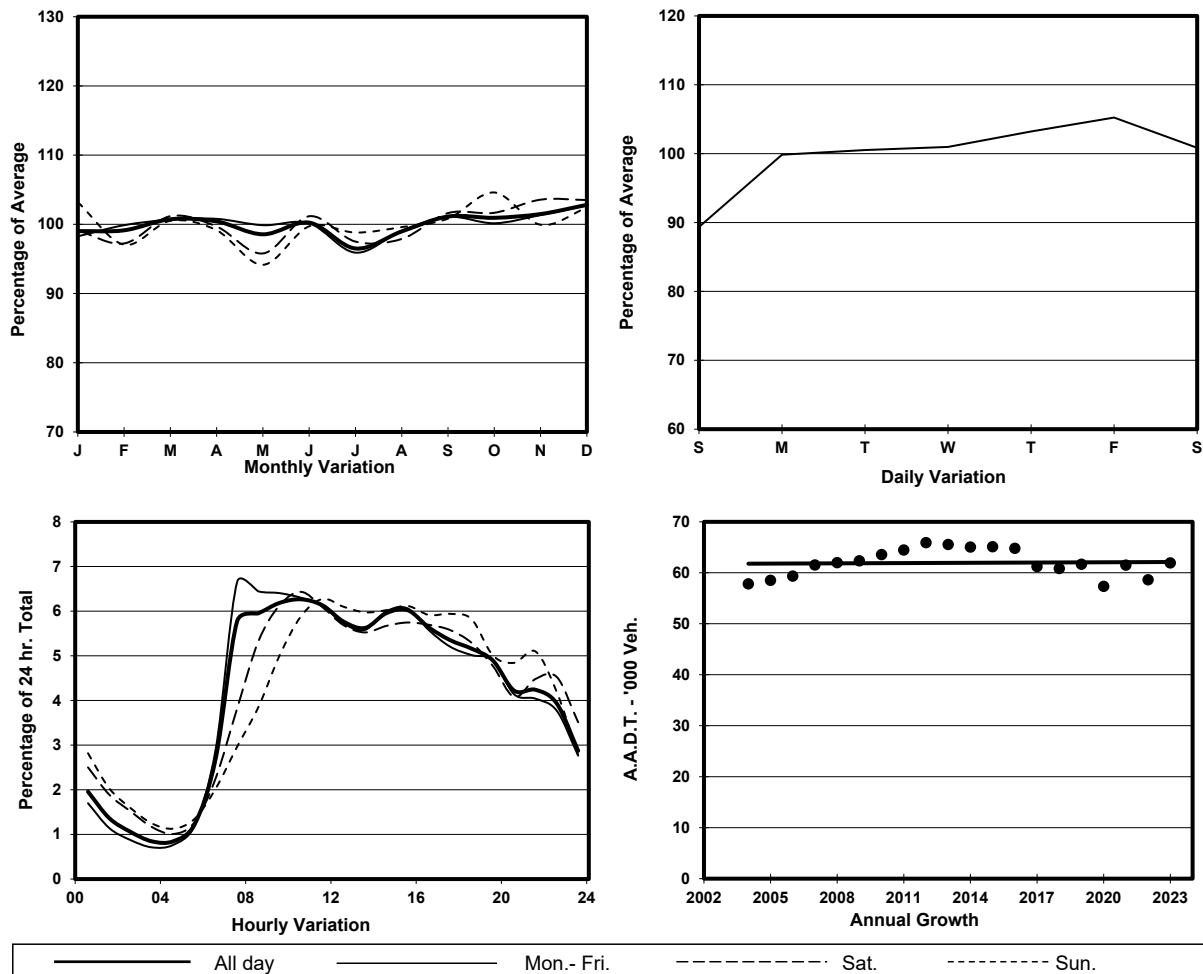 130
120
110
100
90
80
70
Percentage of Average
J F M A M J J A S O N D
Monthly Variation
120
110
100
90
80
70
60
Percentage of Average
S M T W T F S
Daily Variation
8
7
6
5
4
3
2
1
0
Percentage of 24 hr. Total
00 04 08 12 16 20 24
Hourly Variation
70
60
50
40
30
20
10
0
A.A.D.T. - '000 Veh.
2002 2005 2008 2011 2014 2017 2020 2023
Annual Growth
All day Mon.- Fri. Sat. Sun.